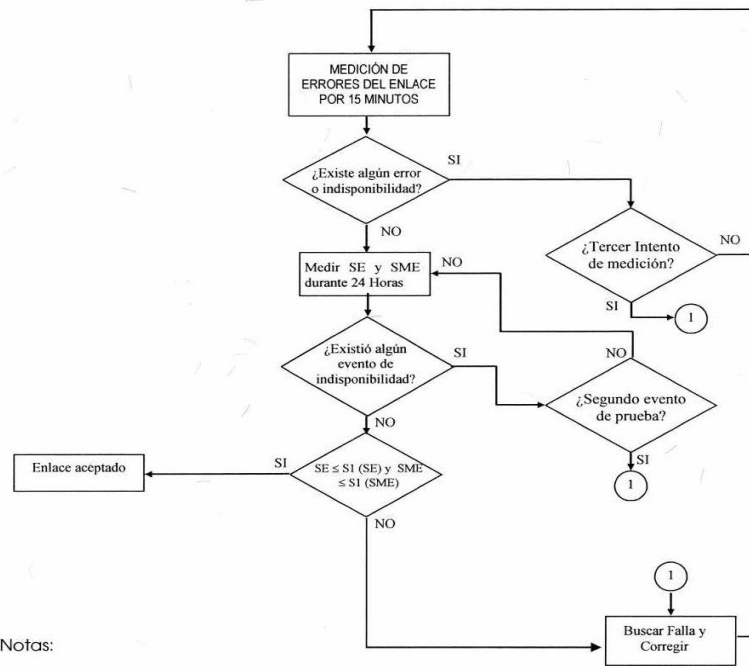 MEDICIÓN DE
ERRORES DEL ENLACE
POR 15 MINUTOS
SI
¿Existe algún error
o indisponibilidad?
NO
¿Tercer Intento
de medición?
NO
SI
1
Medir SE y SME
durante 24 Horas
NO
¿Existió algún
evento de
indisponibilidad?
SI
NO
NO
¿Segundo evento
de prueba?
SI
1
Enlace aceptado
SI
SE ≤ S1 (SE) y SME
≤ S1 (SME)
NO
1
Buscar Falla y
Corregir
Notas: